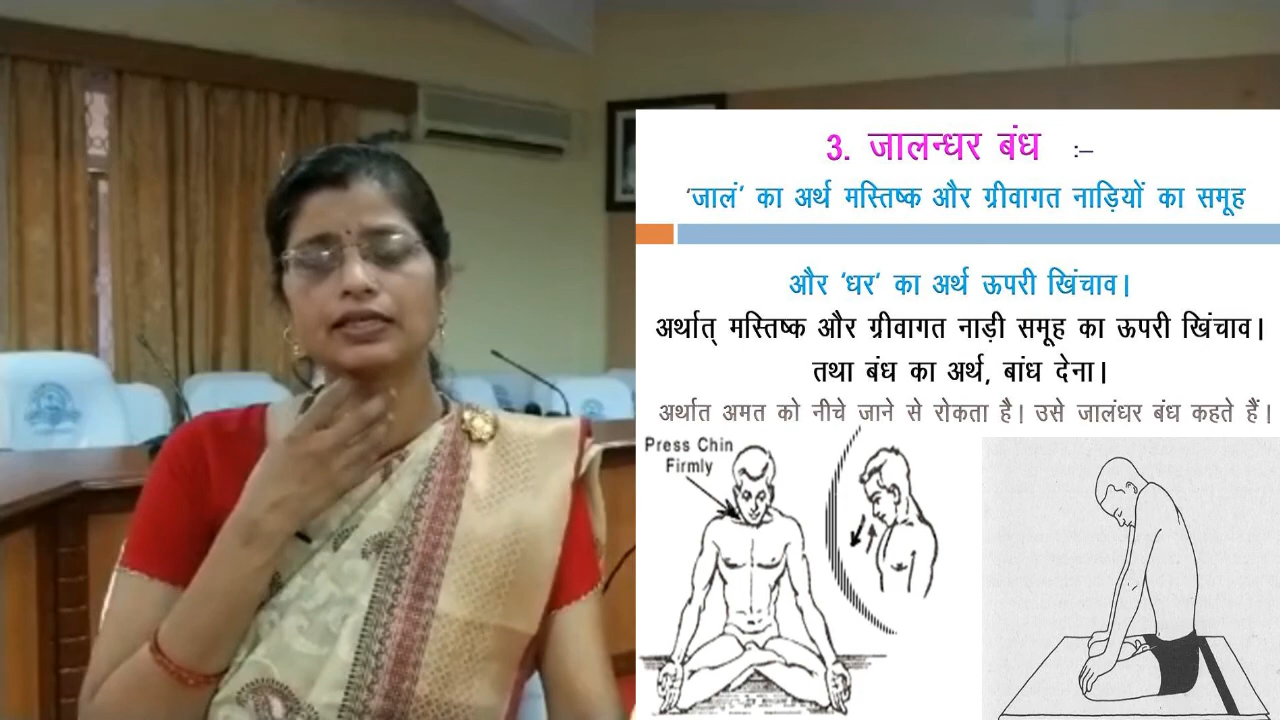 3. जालन्धर बंध :–
'जालं' का अर्थ मस्तिष्क और ग्रीवागत नाड़ियों का समूह
और 'धर' का अर्थ ऊपरी खिंचाव।
अर्थात् मस्तिष्क और ग्रीवागत नाड़ी समूह का ऊपरी खिंचाव।
तथा बंध का अर्थ, बांध देना।
अर्थात अमत को नीचे जाने से रोकता है। उसे जालंधर बंध कहते हैं।
Press Chin
Firmly